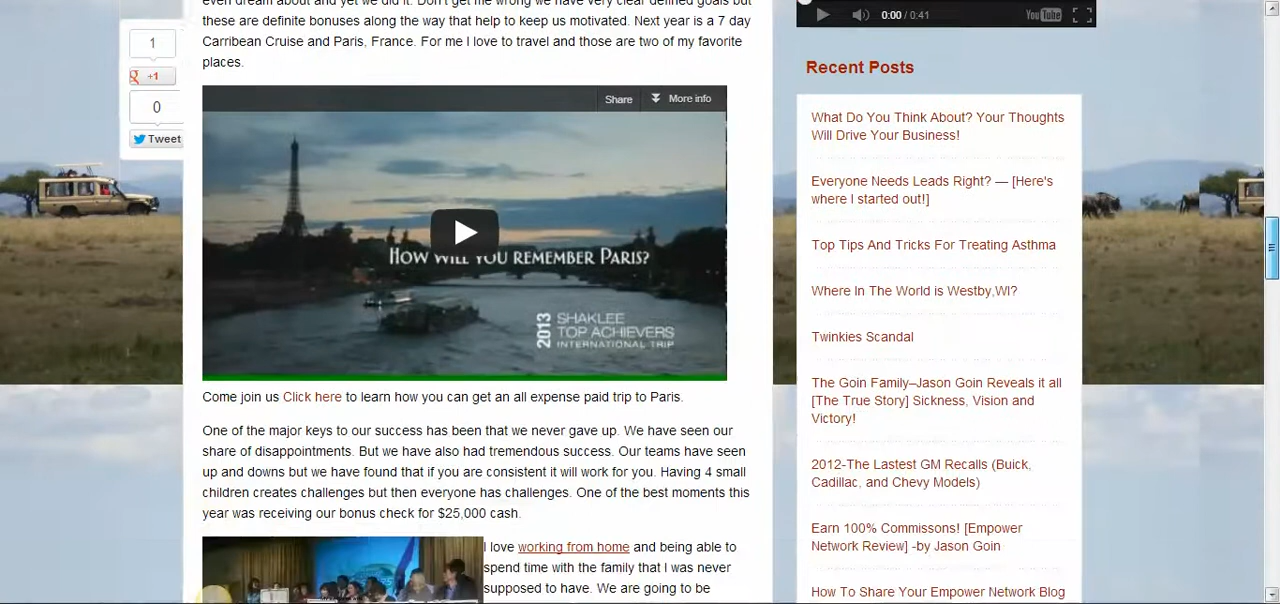 even dream about and yet we did it. Don't get me wrong we have very clear defined goals but
these are definite bonuses along the way that help to keep us motivated. Next year is a 7 day
Carribean Cruise and Paris, France. For me I love to travel and those are two of my favorite
places.
1
+1
0
Tweet
Share
More info
HOW WILL YOU REMEMBER PARIS?
2013
SHAKLEE
TOP ACHIEVERS
INTERNATIONAL TRIP
Come join us Click here to learn how you can get an all expense paid trip to Paris.
One of the major keys to our success has been that we never gave up. We have seen our
share of disappointments. But we have also had tremendous success. Our teams have seen
up and downs but we have found that if you are consistent it will work for you. Having 4 small
children creates challenges but then everyone has challenges. One of the best moments this
year was receiving our bonus check for $25,000 cash.
I love working from home and being able to
spend time with the family that I was never
supposed to have. We are going to be
0:00 / 0:41
YouTube
Recent Posts
What Do You Think About? Your Thoughts
Will Drive Your Business!
Everyone Needs Leads Right? — [Here's
where I started out!]
Top Tips And Tricks For Treating Asthma
Where In The World is Westby,WI?
Twinkies Scandal
The Goin Family–Jason Goin Reveals it all
[The True Story] Sickness, Vision and
Victory!
2012-The Lastest GM Recalls (Buick,
Cadillac, and Chevy Models)
Earn 100% Commissons! [Empower
Network Review] -by Jason Goin
How To Share Your Empower Network Blog